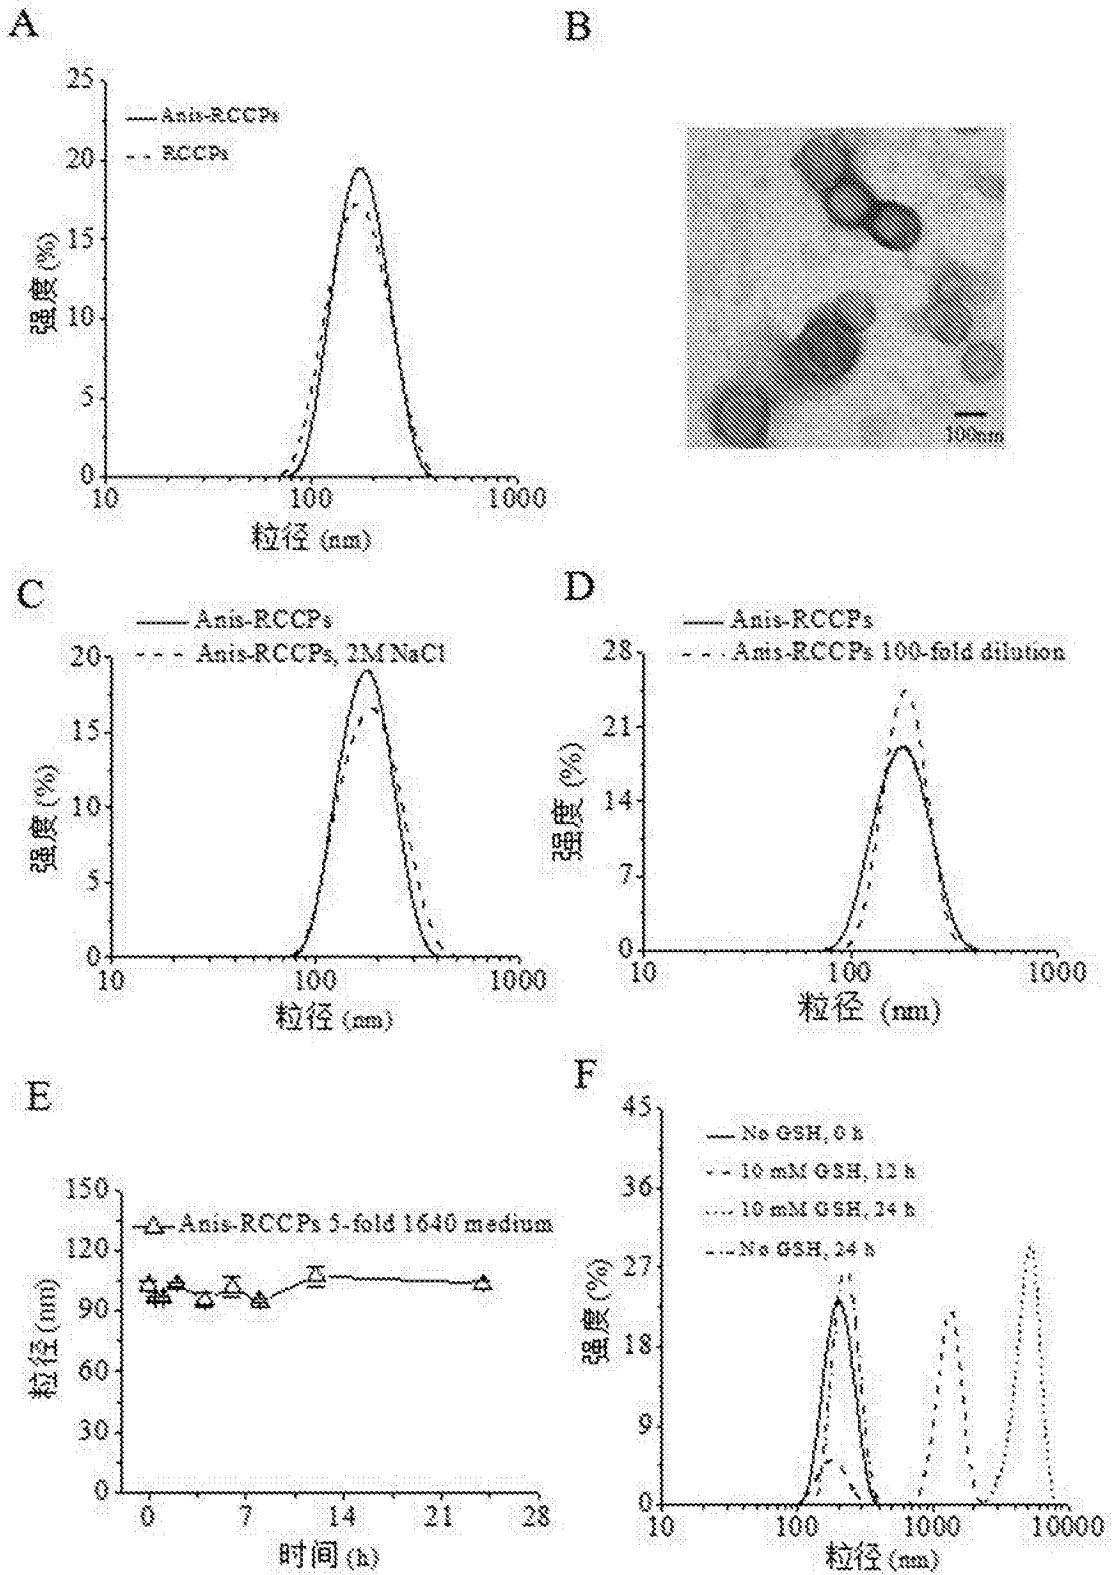 A
25
20
15
10
5
0
强度 (%)
Anis-RCCPs
RCCPs
10
100
1000
粒径 (nm)
B
100nm
C
Anis-RCCPs
Anis-RCCPs, 2M NaCl
20
15
10
5
0
强度 (%)
10
100
1000
粒径 (nm)
D
Anis-RCCPs
Anis-RCCPs 100-fold dilution
28
21
14
7
0
强度 (%)
10
100
1000
粒径 (nm)
E
150
120
90
60
30
0
粒径 (nm)
Anis-RCCPs 5-fold 1640 medium
0
7
14
21
28
时间 (h)
F
45
36
27
18
9
0
强度 (%)
No GSH, 0 h
10 mM GSH, 12 h
10 mM GSH, 24 h
No GSH, 24 h
10
100
1000
10000
粒径 (nm)